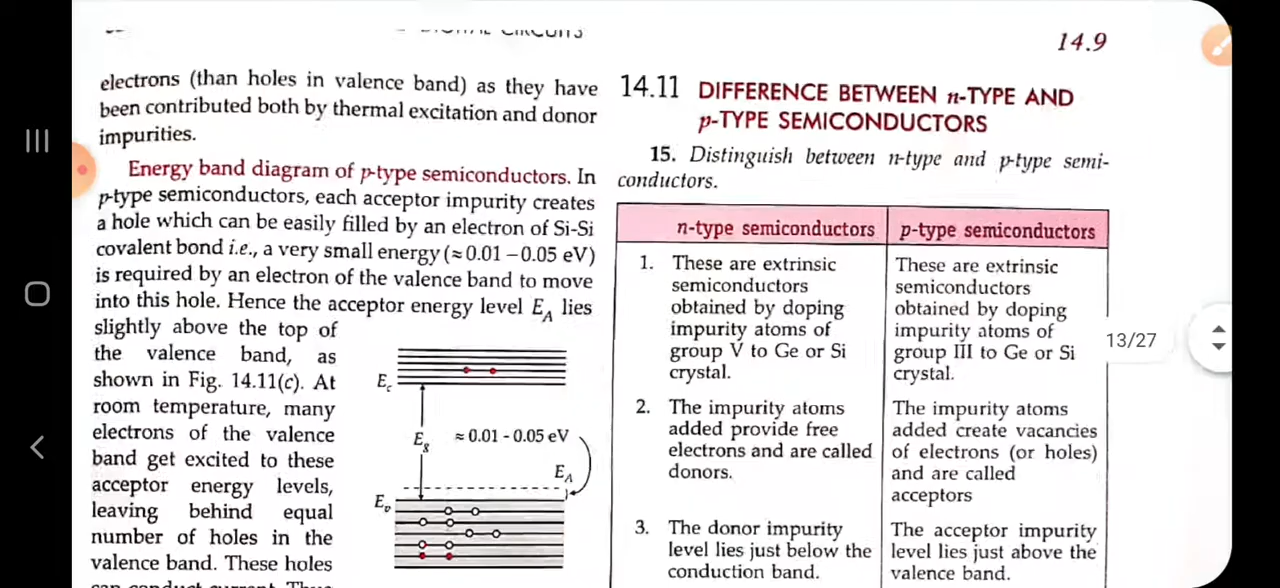 14.9
electrons (than holes in valence band) as they have
been contributed both by thermal excitation and donor
impurities.
Energy band diagram of p-type semiconductors. In
p-type semiconductors, each acceptor impurity creates
a hole which can be easily filled by an electron of Si-Si
covalent bond i.e., a very small energy (≈ 0.01 – 0.05 eV)
is required by an electron of the valence band to move
into this hole. Hence the acceptor energy level E_A lies
slightly above the top of
the valence band, as
shown in Fig. 14.11(c). At
room temperature, many
electrons of the valence
band get excited to these
acceptor energy levels,
leaving behind equal
number of holes in the
valence band. These holes
E_c
E_g ≈ 0.01 - 0.05 eV
E_A
E_v
14.11 DIFFERENCE BETWEEN n-TYPE AND
p-TYPE SEMICONDUCTORS
15. Distinguish between n-type and p-type semi-
conductors.
n-type semiconductors
p-type semiconductors
1. These are extrinsic
semiconductors
obtained by doping
impurity atoms of
group V to Ge or Si
crystal.
These are extrinsic
semiconductors
obtained by doping
impurity atoms of
group III to Ge or Si
crystal.
2. The impurity atoms
added provide free
electrons and are called
donors.
The impurity atoms
added create vacancies
of electrons (or holes)
and are called
acceptors
3. The donor impurity
level lies just below the
conduction band.
The acceptor impurity
level lies just above the
valence band.
13/27